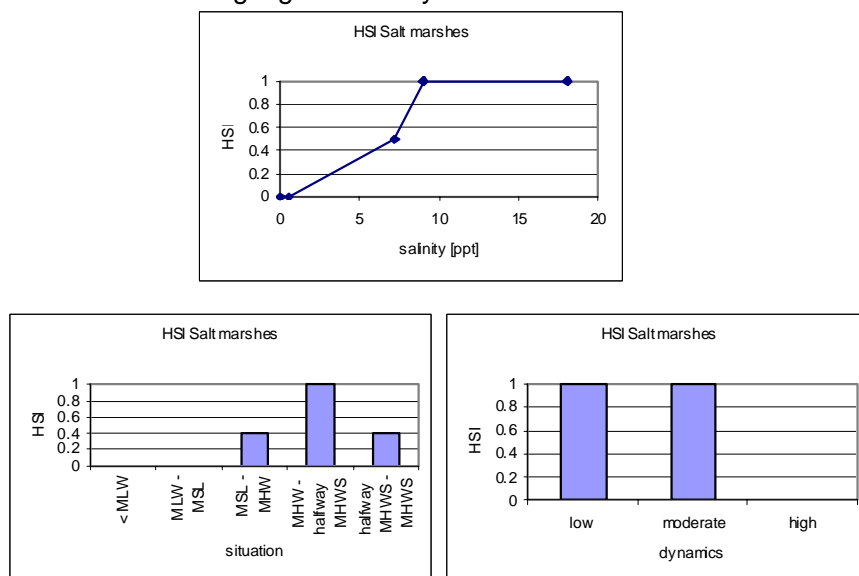 HSI Salt marshes
1
0.8
0.6
0.4
0.2
0
HSI
0 5 10 15 20
salinity [ppt]
HSI Salt marshes
1
0.8
0.6
0.4
0.2
0
HSI
< MLW
MLW -
MSL
MSL -
MHW
MHW -
halfway
MHWS
halfway
MHWS -
MHWS
situation
HSI Salt marshes
1
0.8
0.6
0.4
0.2
0
HSI
low moderate high
dynamics